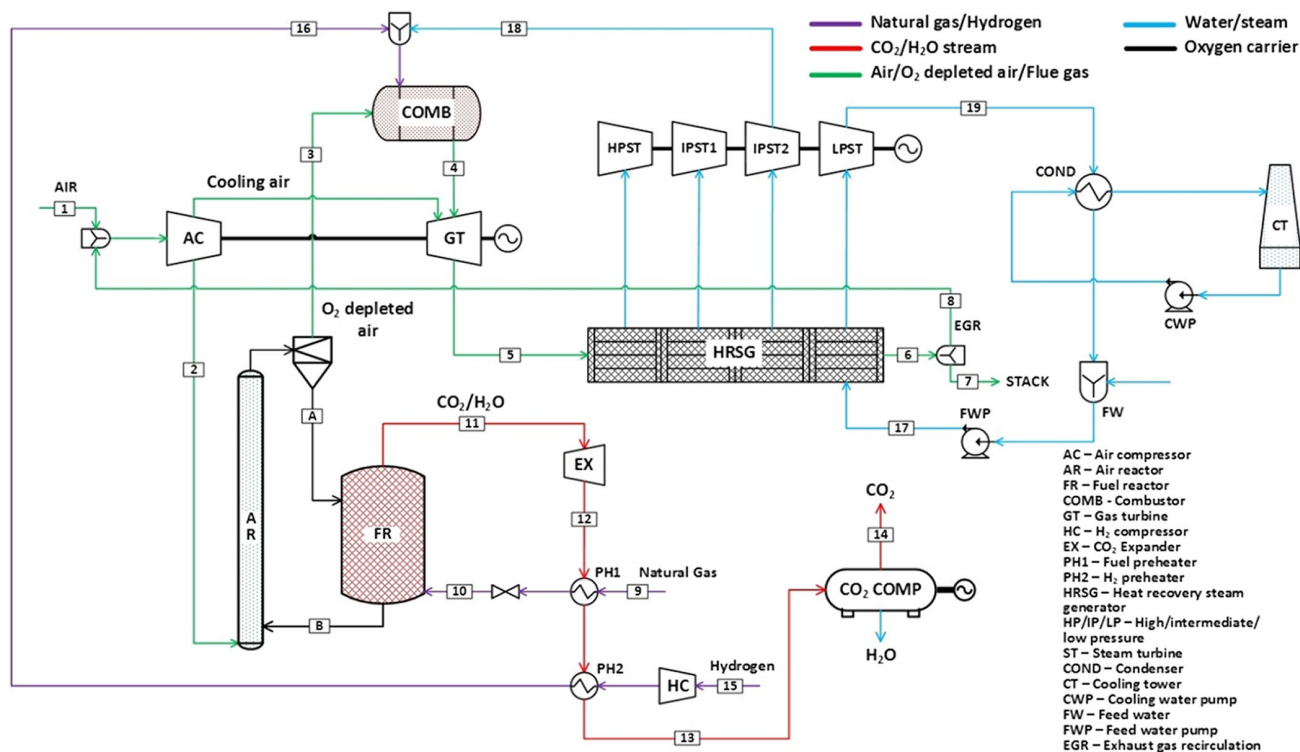 16
18
Natural gas/Hydrogen
Water/steam
CO₂/H₂O stream
Oxygen carrier
Air/O₂ depleted air/Flue gas
COMB
3
4
19
HPST
IPST1
IPST2
LPST
COND
CT
AIR
1
Cooling air
AC
GT
CWP
O₂ depleted
air
8
EGR
2
5
HRSG
6
7
STACK
FW
A
CO₂/H₂O
11
FWP
17
EX
A
R
FR
12
CO₂
14
PH1
Natural Gas
10
9
CO₂ COMP
B
H₂O
PH2
HC
Hydrogen
15
13
AC – Air compressor
AR – Air reactor
FR – Fuel reactor
COMB - Combustor
GT – Gas turbine
HC – H₂ compressor
EX – CO₂ Expander
PH1 – Fuel preheater
PH2 – H₂ preheater
HRSG – Heat recovery steam
generator
HP/IP/LP – High/intermediate/
low pressure
ST – Steam turbine
COND – Condenser
CT – Cooling tower
CWP – Cooling water pump
FW – Feed water
FWP – Feed water pump
EGR – Exhaust gas recirculation